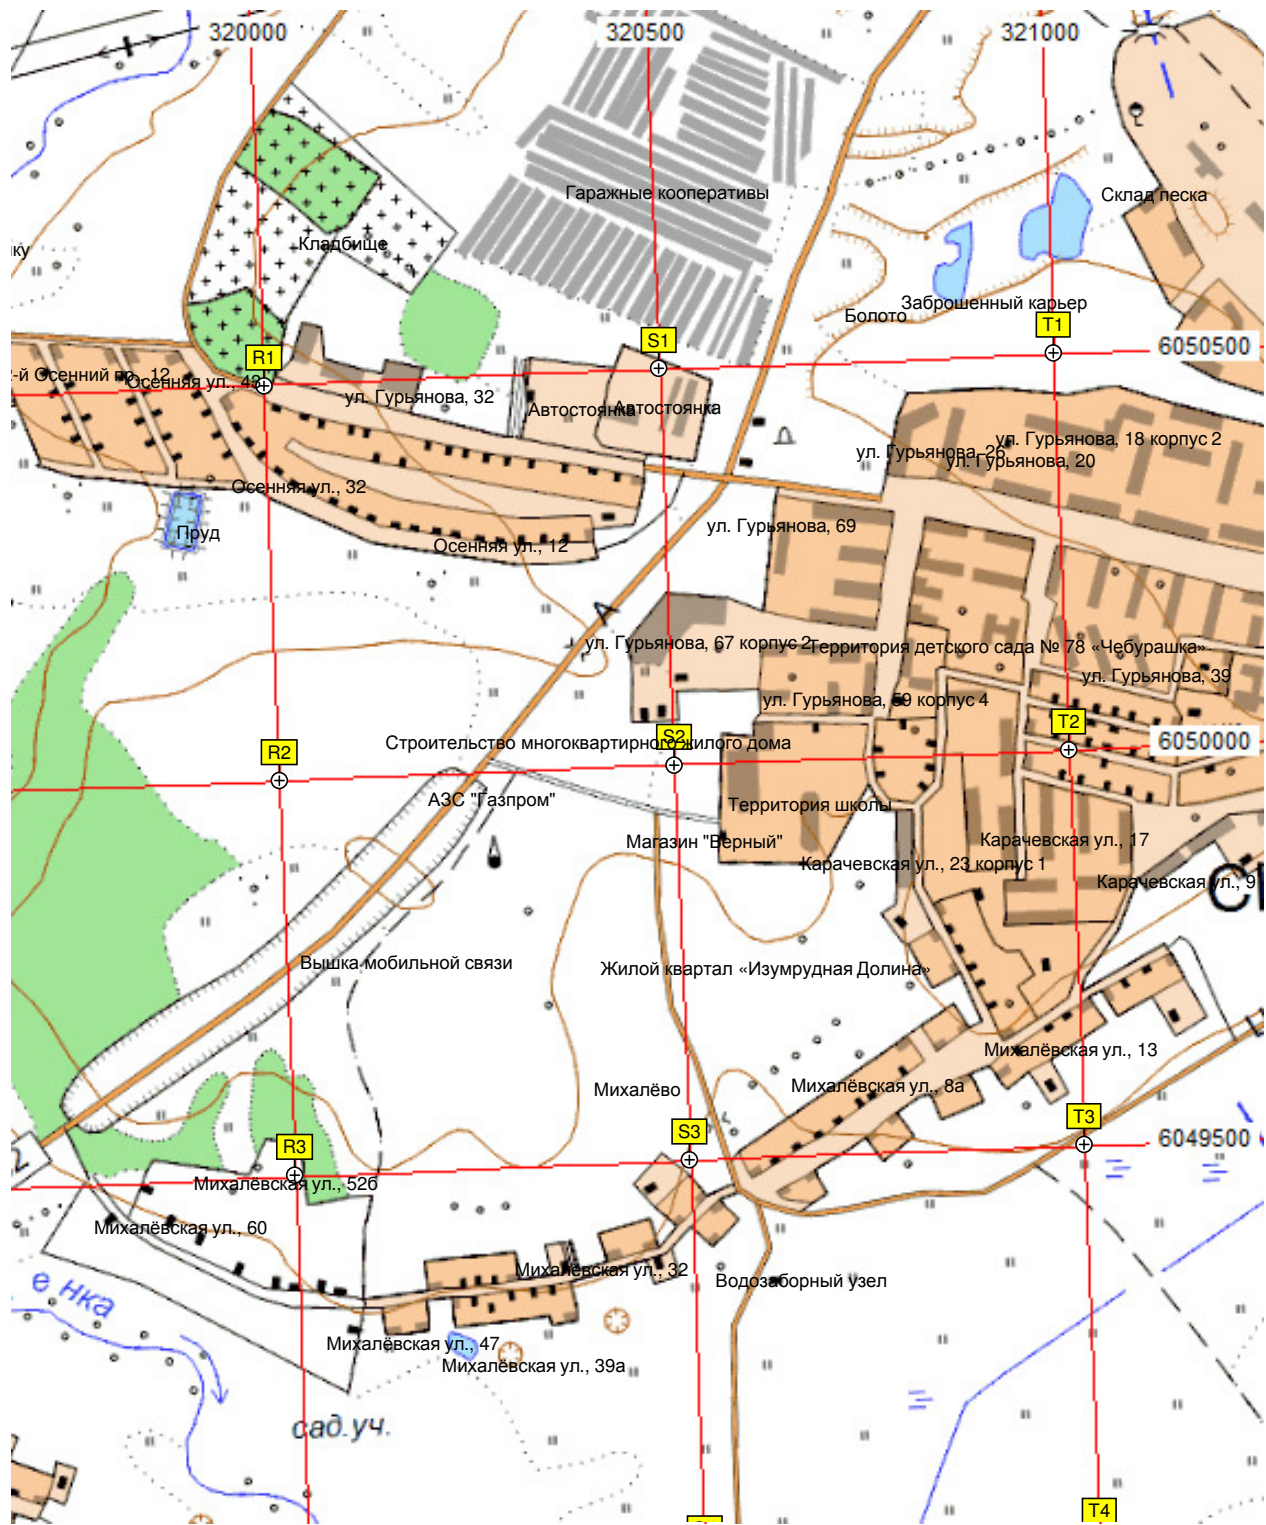 320000
320500
321000
Гаражные кооперативы
Склад песка
Кладбище
ку
Заброшенный карьер
Болото
T1
S1
R1
6050500
2-й Осенний пр., 12
Осенняя ул., 43
ул. Гурьянова, 32
Автостоянка
Автостоянка
ул. Гурьянова, 18 корпус 2
ул. Гурьянова, 26
ул. Гурьянова, 20
Осенняя ул., 32
Пруд
ул. Гурьянова, 69
Осенняя ул., 12
ул. Гурьянова, 67 корпус 2
Территория детского сада № 78 «Чебурашка»
ул. Гурьянова, 39
ул. Гурьянова, 59 корпус 4
T2
S2
R2
Строительство многоквартирного жилого дома
6050000
АЗС "Газпром"
Территория школы
Магазин "Верный"
Карачевская ул., 17
Карачевская ул., 23 корпус 1
Карачевская ул., 9
Вышка мобильной связи
Жилой квартал «Изумрудная Долина»
Михалёвская ул., 13
Михалёво
Михалёвская ул., 8а
T3
S3
R3
6049500
2
Михалёвская ул., 52б
Михалёвская ул., 60
Михалёвская ул., 32
Водозаборный узел
е нка
Михалёвская ул., 47
Михалёвская ул., 39а
сад.уч.
T4